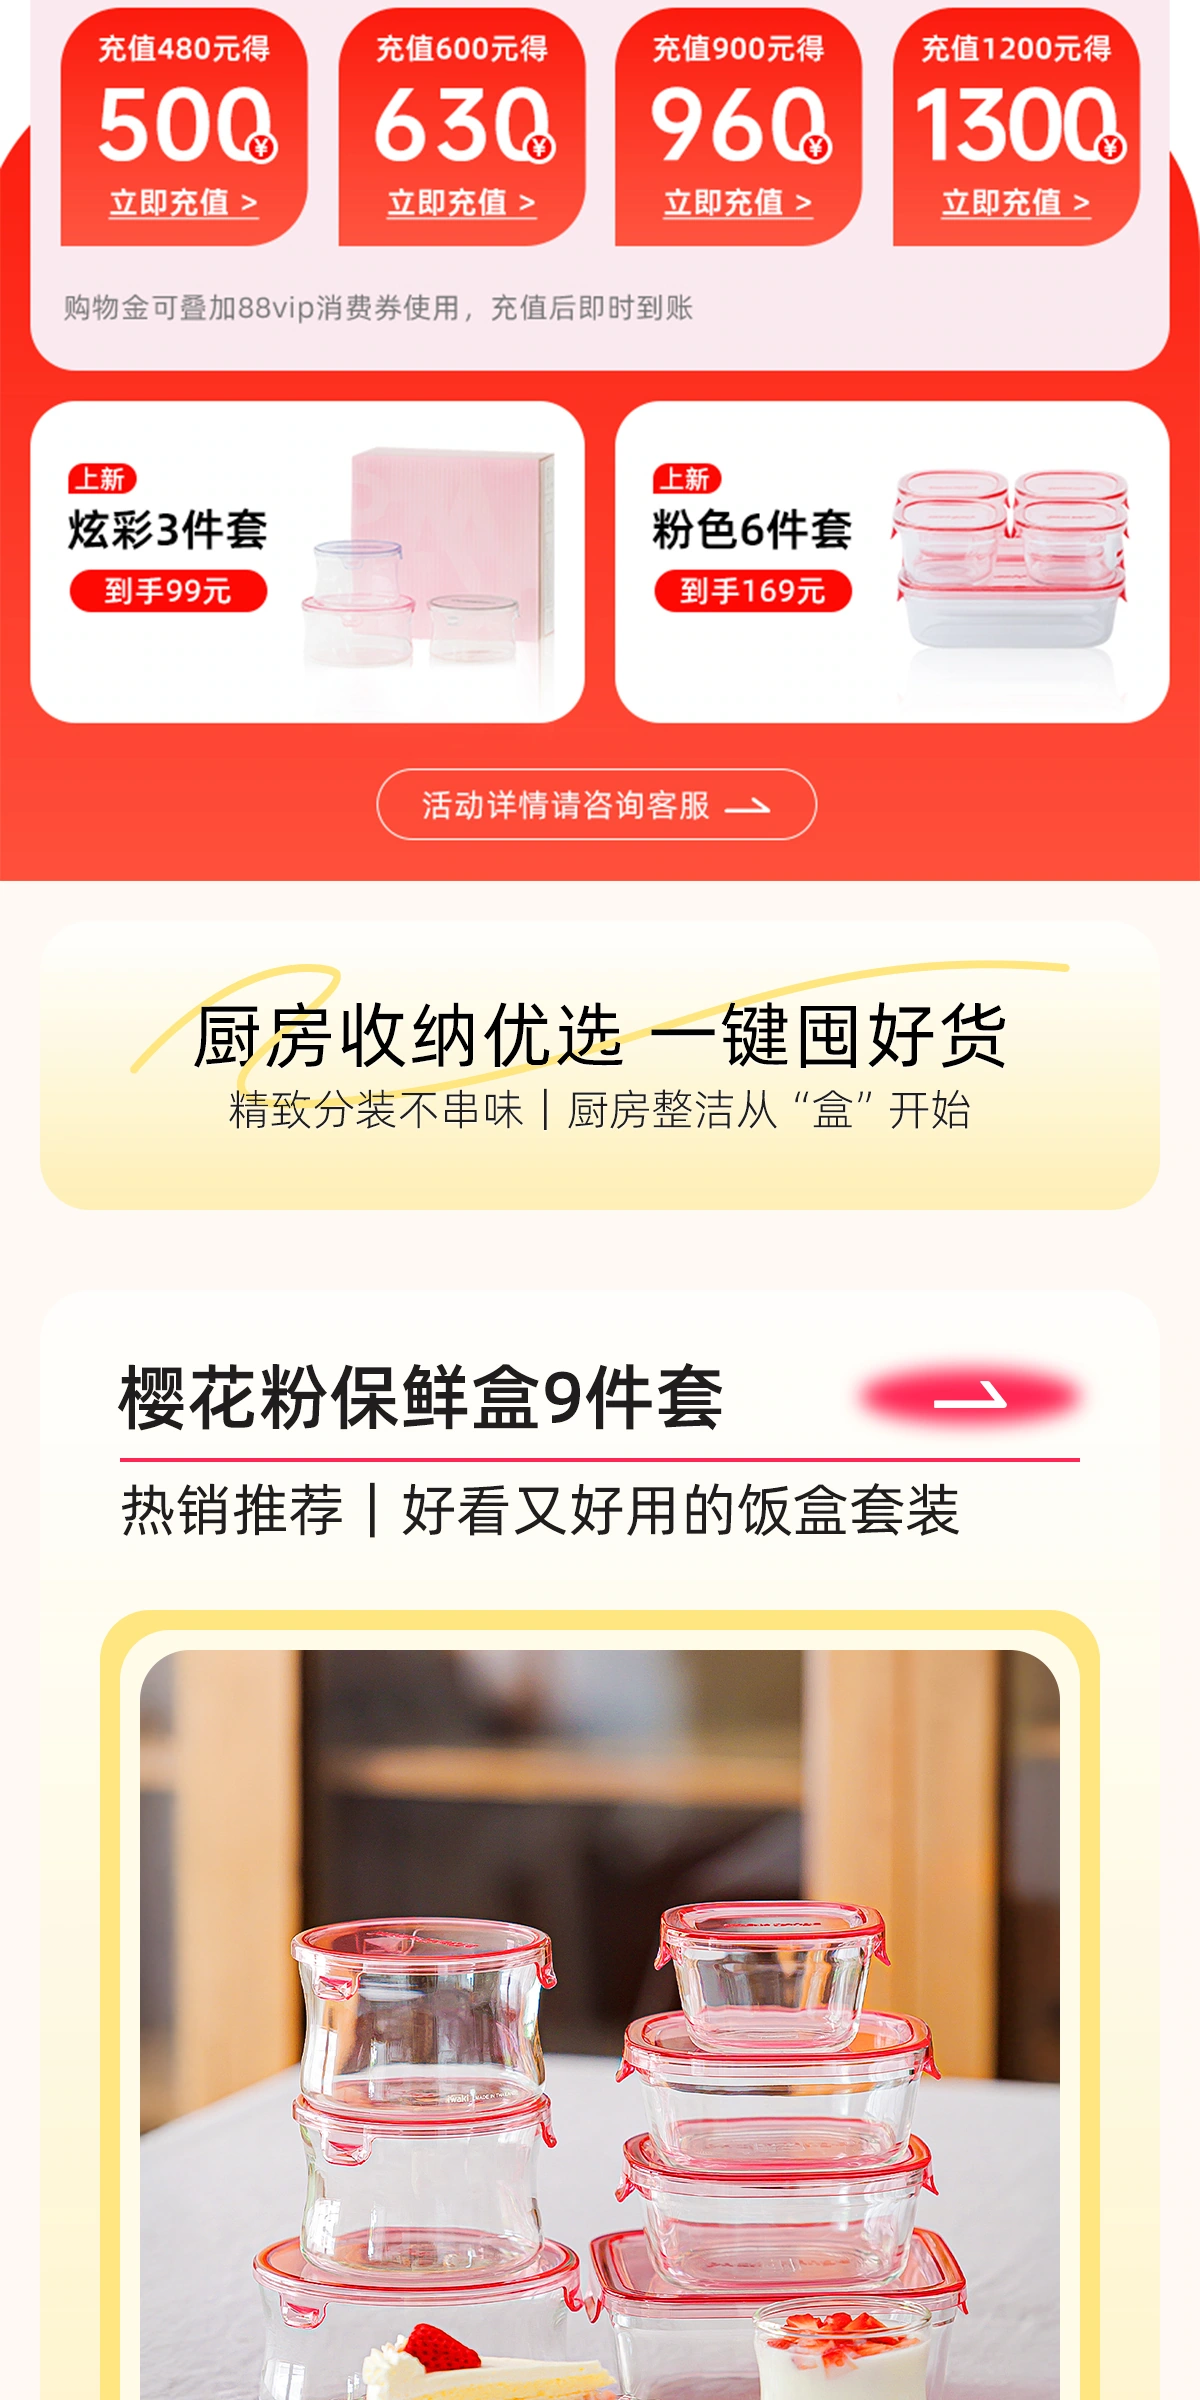 充值480元得
500¥
立即充值 >
充值600元得
630¥
立即充值 >
充值900元得
960¥
立即充值 >
充值1200元得
1300¥
立即充值 >
购物金可叠加88vip消费券使用，充值后即时到账
上新
炫彩3件套
到手99元
上新
粉色6件套
到手169元
活动详情请咨询客服
厨房收纳优选 一键囤好货
精致分装不串味｜厨房整洁从“盒”开始
樱花粉保鲜盒9件套
热销推荐｜好看又好用的饭盒套装
iwaki MADE IN